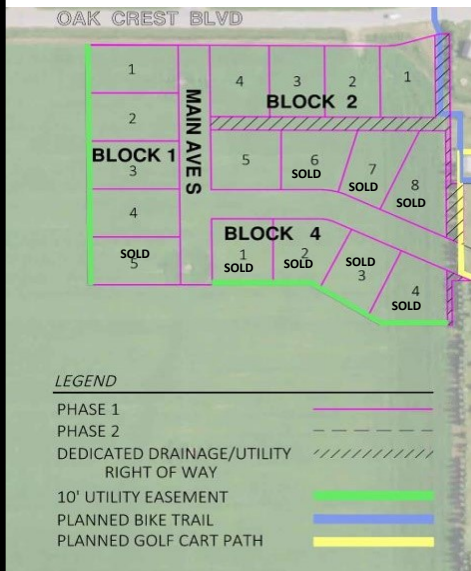 OAK CREST BLVD
1
2
BLOCK 1
3
4
SOLD
5
MAIN AVE S
4 3 2 1
BLOCK 2
5 6 7 8
SOLD SOLD SOLD
BLOCK 4
1 2 3 4
SOLD SOLD SOLD SOLD
LEGEND
PHASE 1
PHASE 2
DEDICATED DRAINAGE/UTILITY
RIGHT OF WAY
10' UTILITY EASEMENT
PLANNED BIKE TRAIL
PLANNED GOLF CART PATH